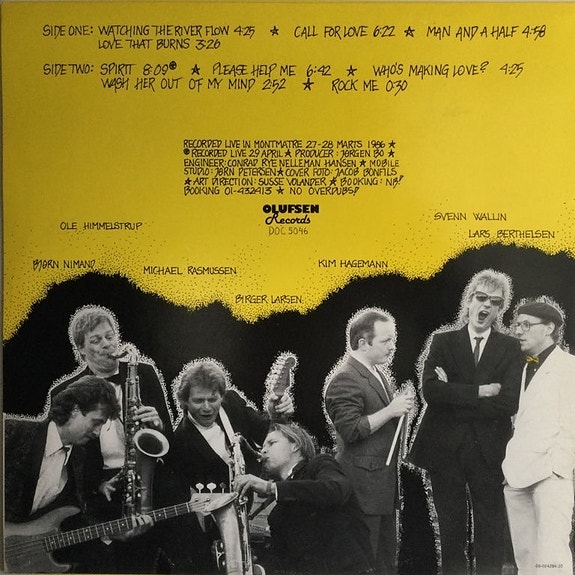 SIDE ONE: WATCHING THE RIVER FLOW 4:25 ★ CALL FOR LOVE 6:22 ★ MAN AND A HALF 4:58
LOVE THAT BURNS 3:26
SIDE TWO: SPIRIT 8:09 ★ PLEASE HELP ME 6:42 ★ WHO'S MAKING LOVE? 4:25
WASH HER OUT OF MY MIND 2:52 ★ ROCK ME 0:30
RECORDED LIVE IN MONTMATRE 27-28 MARTS 1986 ★
RECORDED LIVE 29 APRIL ★ PRODUCER: JØRGEN BO ★
ENGINEER: CONRAD RYE NELLEMAN HANSEN ★ MOBILE
STUDIO: JØRN PETERSEN ★ COVER FOTO: JACOB BONFILS
★ ART DIRECTION: SUSSE VOLANDER ★ BOOKING: NB!
BOOKING 01-432413 ★ NO OVERDUBS!
OLUFSEN
Records
DOC 5046
SVENN WALLIN
OLE HIMMELSTRUP
LARS BERTHELSEN
BJØRN NIMAND
MICHAEL RASMUSSEN
KIM HAGEMANN
BIRGER LARSEN